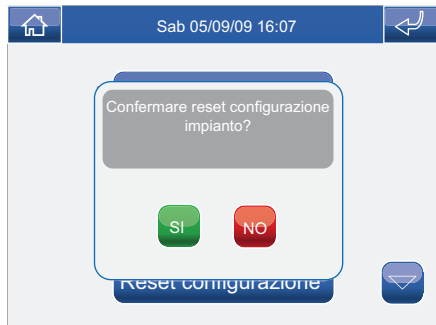 Sab 05/09/09 16:07
Confermare reset configurazione
impianto?
SI NO
Reset configurazione